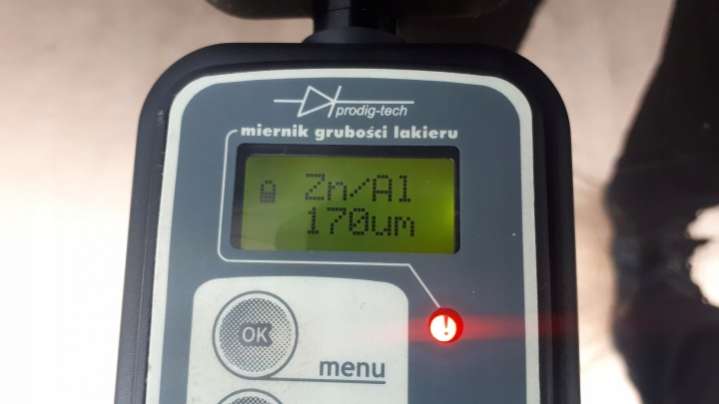 prodig-tech
miernik grubości lakieru
Zn/Al
170um
!
OK
menu